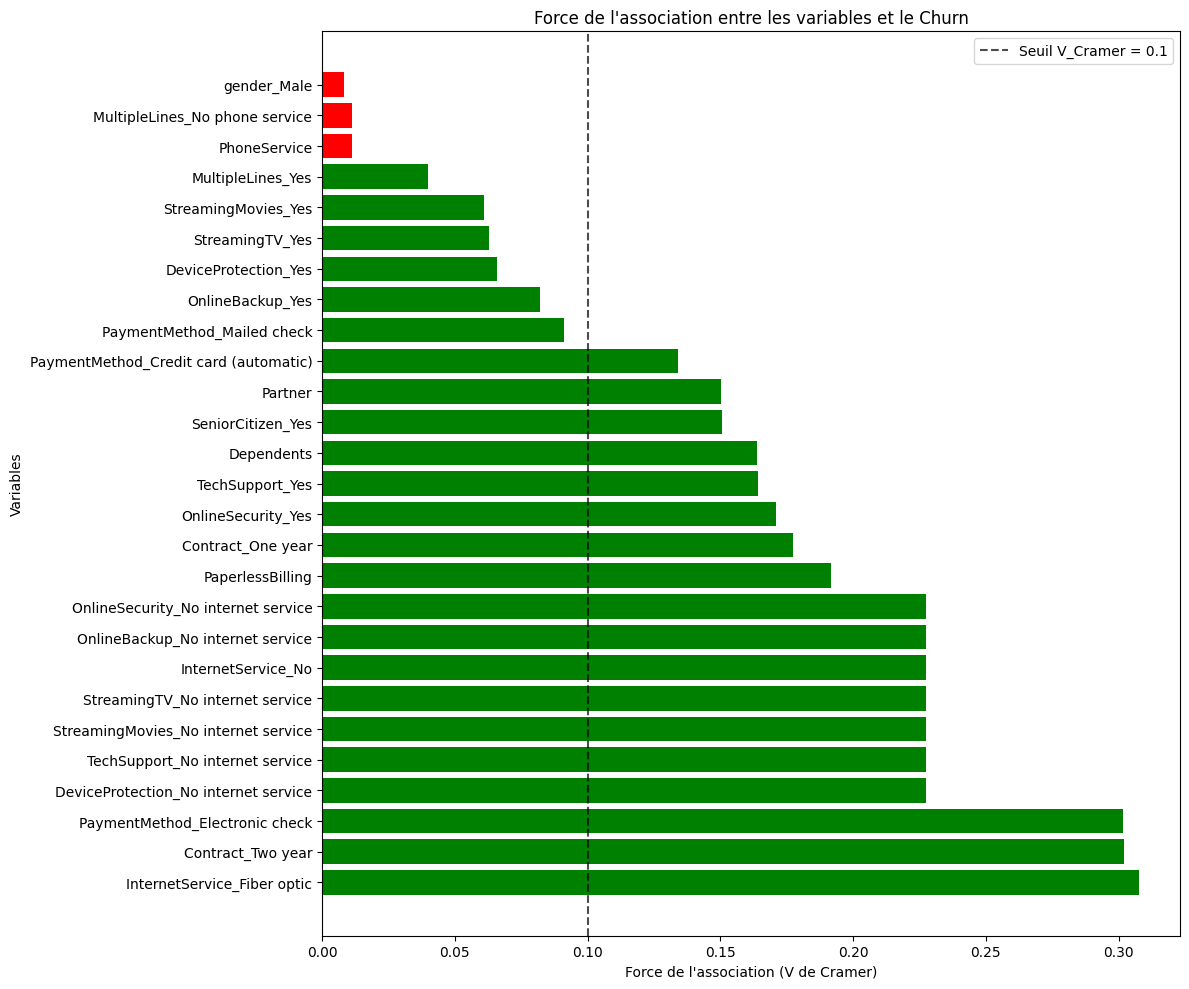 Force de l'association entre les variables et le Churn
Seuil V_Cramer = 0.1
gender_Male
MultipleLines_No phone service
PhoneService
MultipleLines_Yes
StreamingMovies_Yes
StreamingTV_Yes
DeviceProtection_Yes
OnlineBackup_Yes
PaymentMethod_Mailed check
PaymentMethod_Credit card (automatic)
Partner
SeniorCitizen_Yes
Dependents
TechSupport_Yes
OnlineSecurity_Yes
Contract_One year
PaperlessBilling
OnlineSecurity_No internet service
OnlineBackup_No internet service
InternetService_No
StreamingTV_No internet service
StreamingMovies_No internet service
TechSupport_No internet service
DeviceProtection_No internet service
PaymentMethod_Electronic check
Contract_Two year
InternetService_Fiber optic
Variables
0.00 0.05 0.10 0.15 0.20 0.25 0.30
Force de l'association (V de Cramer)